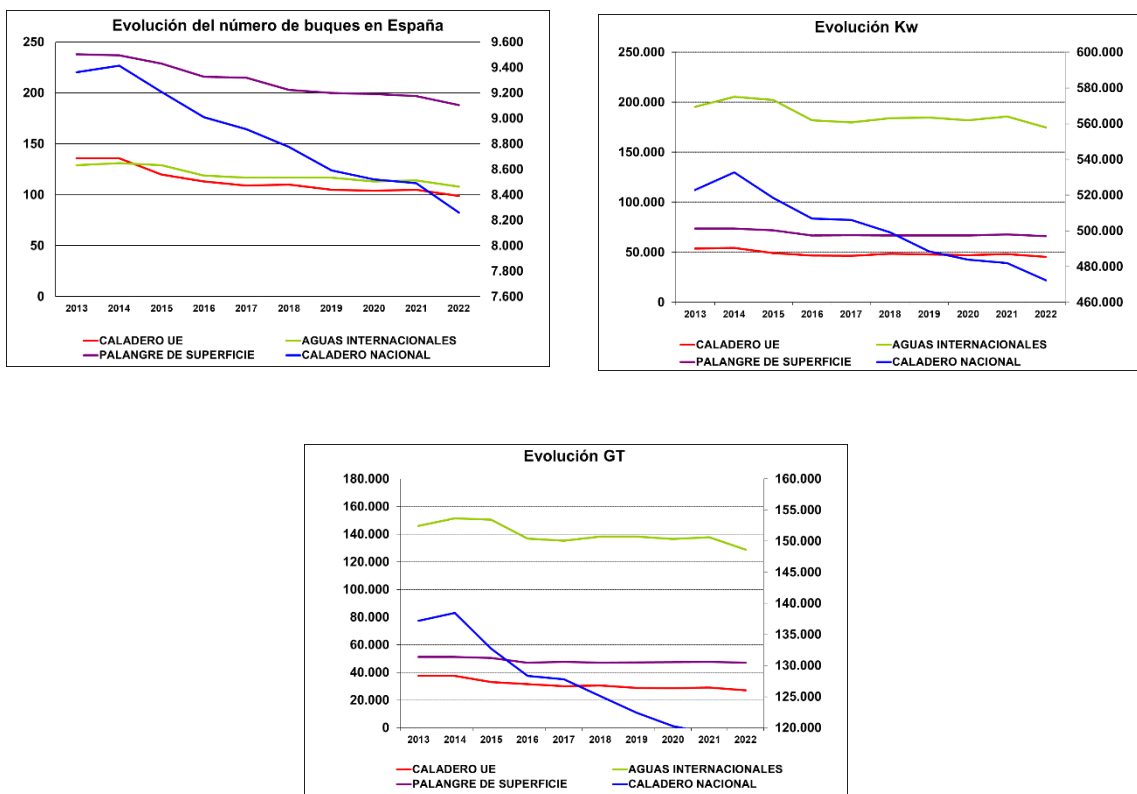 Evolución del número de buques en España
250 9.600
9.400
200 9.200
9.000
150 8.800
8.600
100 8.400
8.200
50 8.000
7.800
0 7.600
2013 2014 2015 2016 2017 2018 2019 2020 2021 2022
CALADERO UE AGUAS INTERNACIONALES
PALANGRE DE SUPERFICIE CALADERO NACIONAL
Evolución Kw
250.000 600.000
580.000
200.000
560.000
150.000 540.000
520.000
100.000
500.000
50.000
480.000
0 460.000
2013 2014 2015 2016 2017 2018 2019 2020 2021 2022
CALADERO UE AGUAS INTERNACIONALES
PALANGRE DE SUPERFICIE CALADERO NACIONAL
Evolución GT
180.000 160.000
160.000 155.000
140.000 150.000
120.000 145.000
100.000 140.000
80.000
135.000
60.000
130.000
40.000
125.000
20.000
0.000 120.000
2013 2014 2015 2016 2017 2018 2019 2020 2021 2022
CALADERO UE AGUAS INTERNACIONALES
PALANGRE DE SUPERFICIE CALADERO NACIONAL